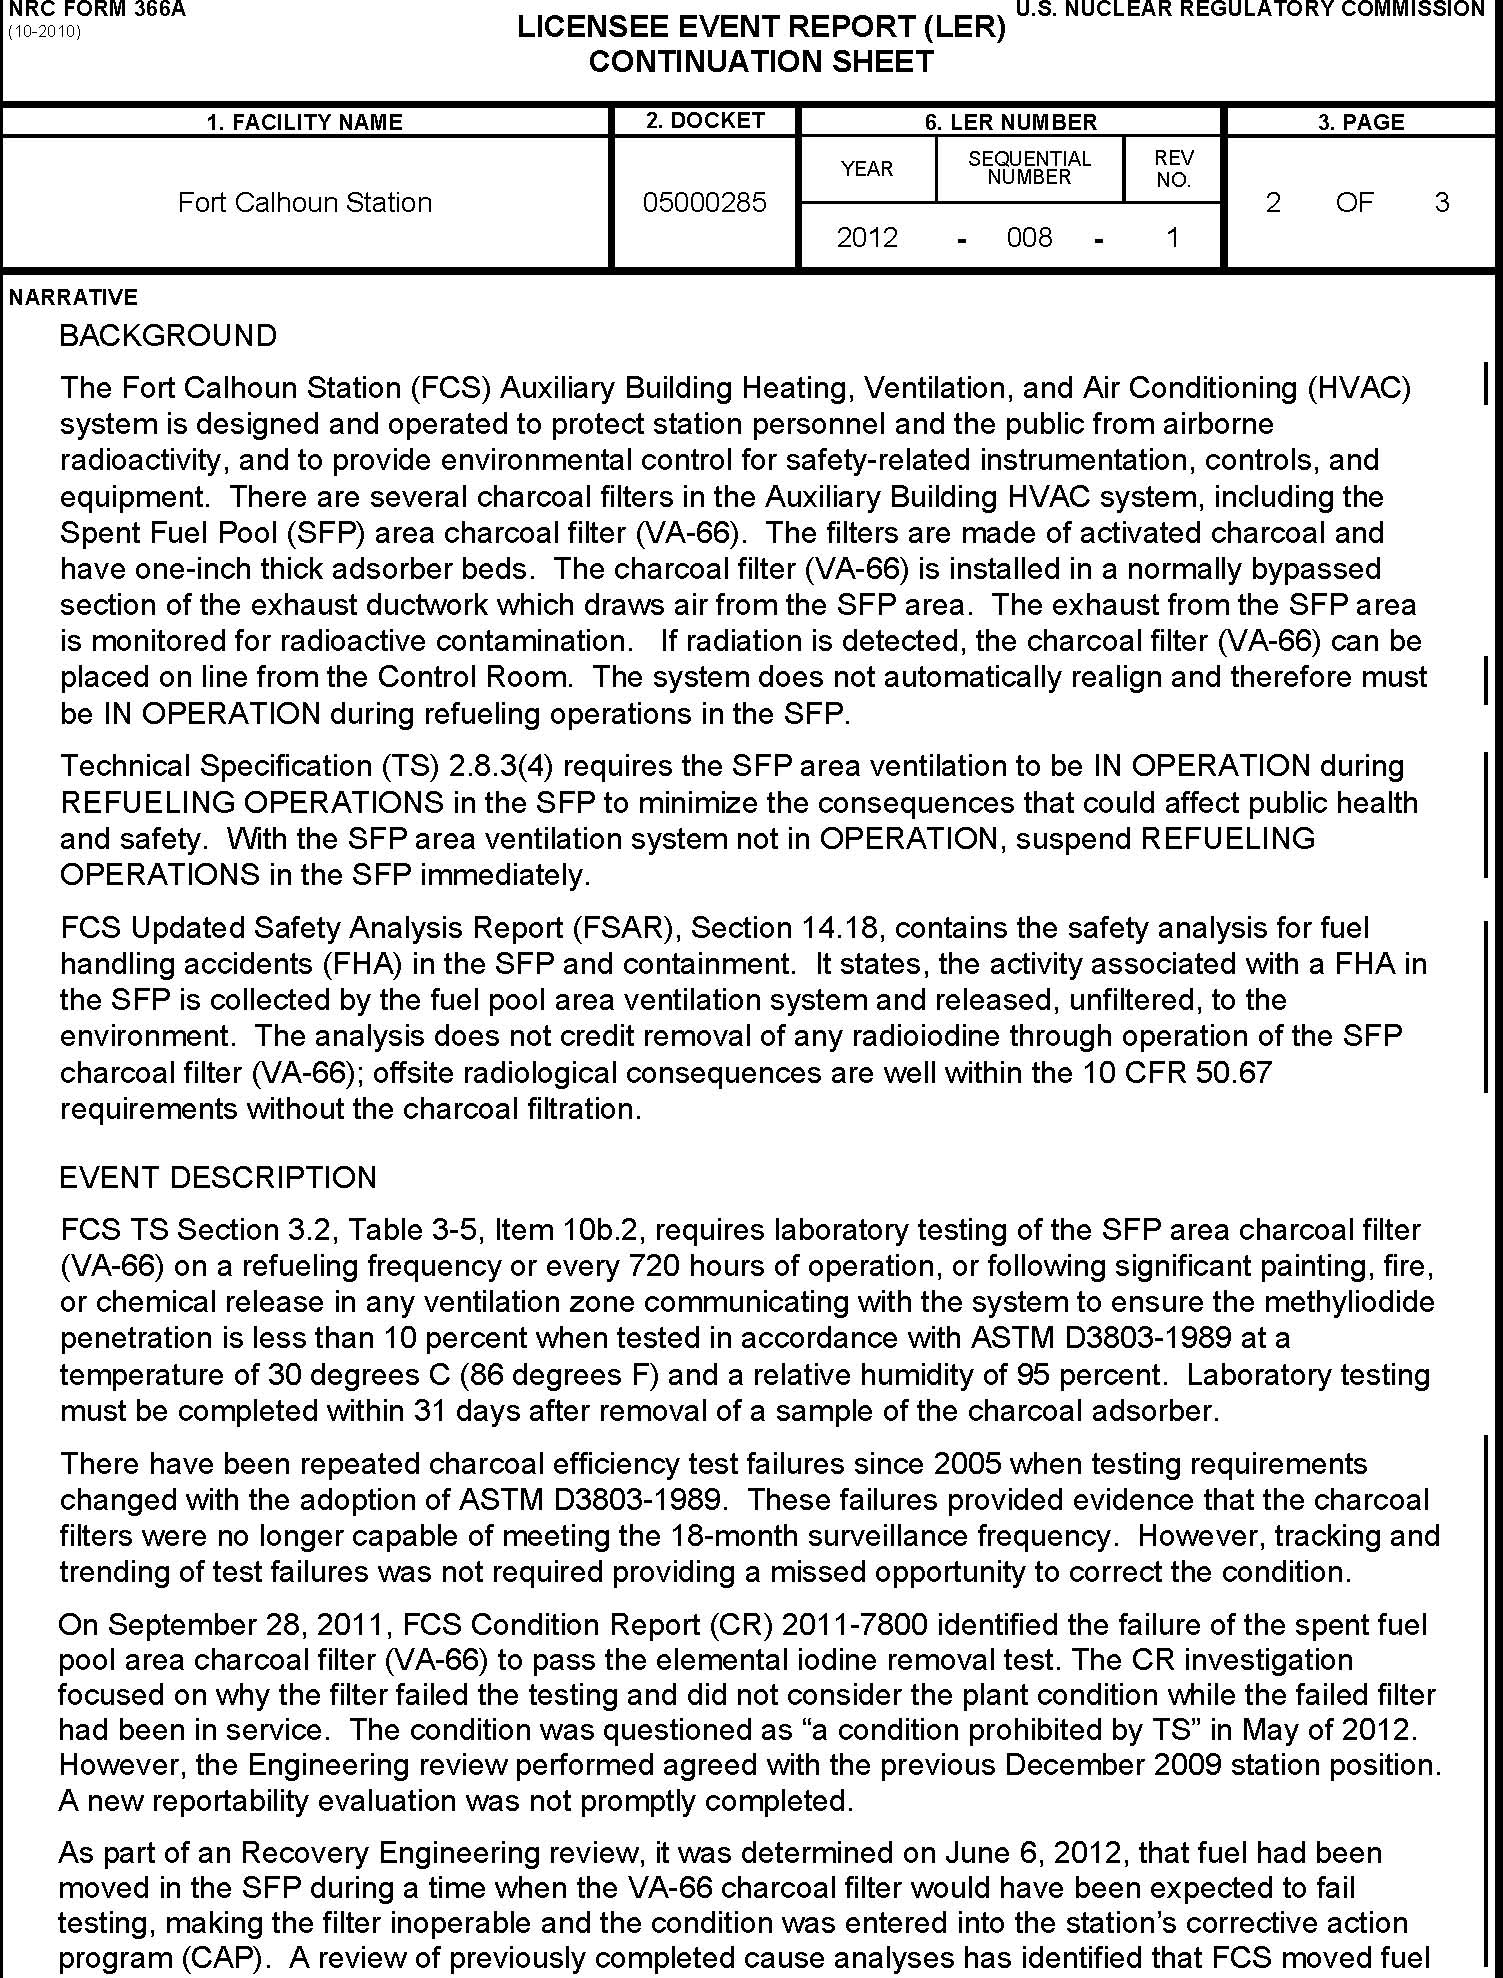 NRC FORM 366A
(10-2010)
U.S. NUCLEAR REGULATORY COMMISSION
LICENSEE EVENT REPORT (LER)
CONTINUATION SHEET
1. FACILITY NAME
2. DOCKET
6. LER NUMBER
3. PAGE
Fort Calhoun Station
05000285
YEAR
SEQUENTIAL
NUMBER
REV
NO.
2012 - 008 - 1
2 OF 3
NARRATIVE
BACKGROUND
The Fort Calhoun Station (FCS) Auxiliary Building Heating, Ventilation, and Air Conditioning (HVAC)
system is designed and operated to protect station personnel and the public from airborne
radioactivity, and to provide environmental control for safety-related instrumentation, controls, and
equipment. There are several charcoal filters in the Auxiliary Building HVAC system, including the
Spent Fuel Pool (SFP) area charcoal filter (VA-66). The filters are made of activated charcoal and
have one-inch thick adsorber beds. The charcoal filter (VA-66) is installed in a normally bypassed
section of the exhaust ductwork which draws air from the SFP area. The exhaust from the SFP area
is monitored for radioactive contamination. If radiation is detected, the charcoal filter (VA-66) can be
placed on line from the Control Room. The system does not automatically realign and therefore must
be IN OPERATION during refueling operations in the SFP.
Technical Specification (TS) 2.8.3(4) requires the SFP area ventilation to be IN OPERATION during
REFUELING OPERATIONS in the SFP to minimize the consequences that could affect public health
and safety. With the SFP area ventilation system not in OPERATION, suspend REFUELING
OPERATIONS in the SFP immediately.
FCS Updated Safety Analysis Report (FSAR), Section 14.18, contains the safety analysis for fuel
handling accidents (FHA) in the SFP and containment. It states, the activity associated with a FHA in
the SFP is collected by the fuel pool area ventilation system and released, unfiltered, to the
environment. The analysis does not credit removal of any radioiodine through operation of the SFP
charcoal filter (VA-66); offsite radiological consequences are well within the 10 CFR 50.67
requirements without the charcoal filtration.
EVENT DESCRIPTION
FCS TS Section 3.2, Table 3-5, Item 10b.2, requires laboratory testing of the SFP area charcoal filter
(VA-66) on a refueling frequency or every 720 hours of operation, or following significant painting, fire,
or chemical release in any ventilation zone communicating with the system to ensure the methyliodide
penetration is less than 10 percent when tested in accordance with ASTM D3803-1989 at a
temperature of 30 degrees C (86 degrees F) and a relative humidity of 95 percent. Laboratory testing
must be completed within 31 days after removal of a sample of the charcoal adsorber.
There have been repeated charcoal efficiency test failures since 2005 when testing requirements
changed with the adoption of ASTM D3803-1989. These failures provided evidence that the charcoal
filters were no longer capable of meeting the 18-month surveillance frequency. However, tracking and
trending of test failures was not required providing a missed opportunity to correct the condition.
On September 28, 2011, FCS Condition Report (CR) 2011-7800 identified the failure of the spent fuel
pool area charcoal filter (VA-66) to pass the elemental iodine removal test. The CR investigation
focused on why the filter failed the testing and did not consider the plant condition while the failed filter
had been in service. The condition was questioned as “a condition prohibited by TS” in May of 2012.
However, the Engineering review performed agreed with the previous December 2009 station position.
A new reportability evaluation was not promptly completed.
As part of an Recovery Engineering review, it was determined on June 6, 2012, that fuel had been
moved in the SFP during a time when the VA-66 charcoal filter would have been expected to fail
testing, making the filter inoperable and the condition was entered into the station’s corrective action
program (CAP). A review of previously completed cause analyses has identified that FCS moved fuel